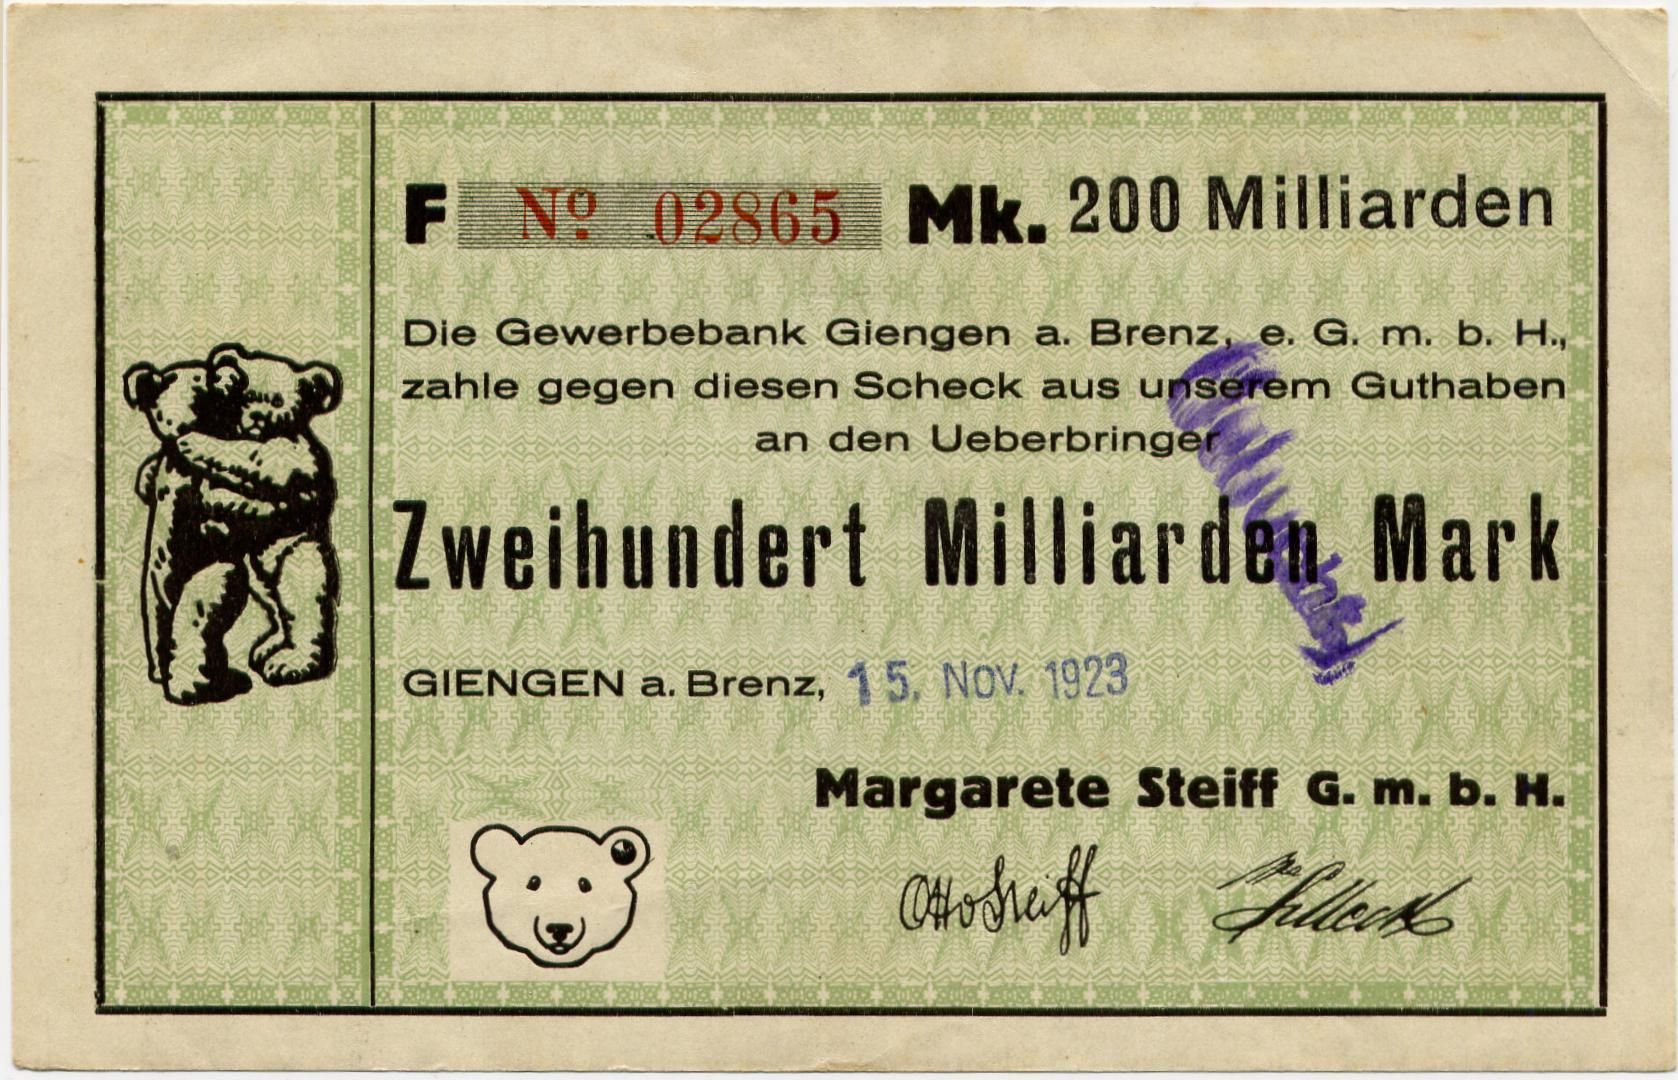 F Nº 02865 Mk. 200 Milliarden
Die Gewerbebank Giengen a. Brenz, e. G. m. b. H.,
zahle gegen diesen Scheck aus unserem Guthaben
an den Ueberbringer
Zweihundert Milliarden Mark
GIENGEN a. Brenz, 15. NOV. 1923
Margarete Steiff G. m. b. H.
Otto Steiff